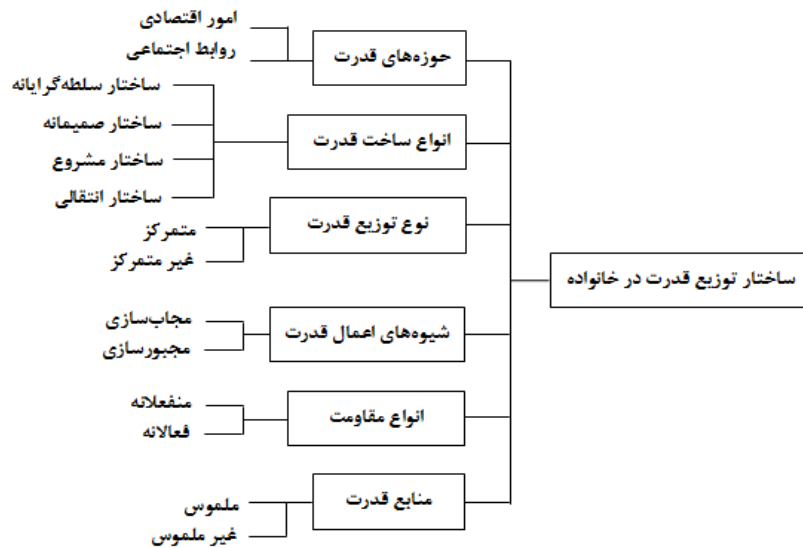 ساختار توزیع قدرت در خانواده
حوزه‌های قدرت
امور اقتصادی
روابط اجتماعی
انواع ساخت قدرت
ساختار سلطه‌گرایانه
ساختار صمیمانه
ساختار مشروع
ساختار انتقالی
نوع توزیع قدرت
متمرکز
غیر متمرکز
شیوه‌های اعمال قدرت
مجاب‌سازی
مجبورسازی
انواع مقاومت
منفعلانه
فعالانه
منابع قدرت
ملموس
غیر ملموس